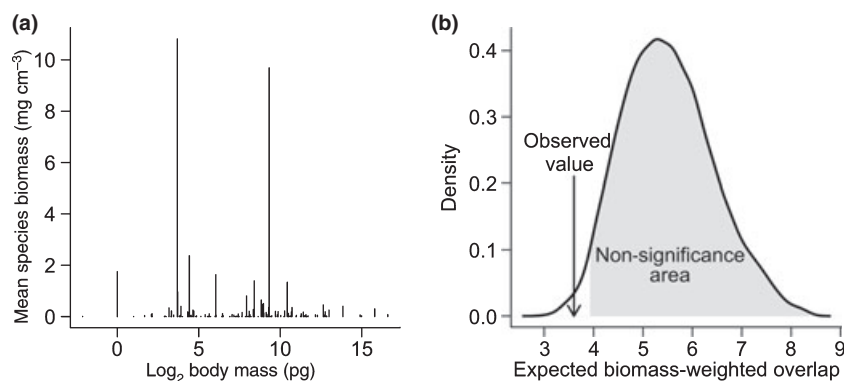 (a)
Mean species biomass (mg cm⁻³)
10
8
6
4
2
0
0 5 10 15
Log₂ body mass (pg)
(b)
Density
0.4
0.3
0.2
0.1
0.0
Observed
value
Non-significance
area
3 4 5 6 7 8 9
Expected biomass-weighted overlap